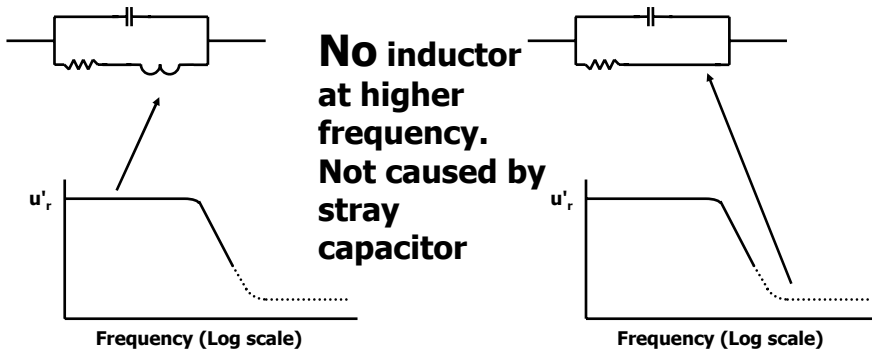 No inductor
at higher
frequency.
Not caused by
stray
capacitor
u'r
Frequency (Log scale)
u'r
Frequency (Log scale)